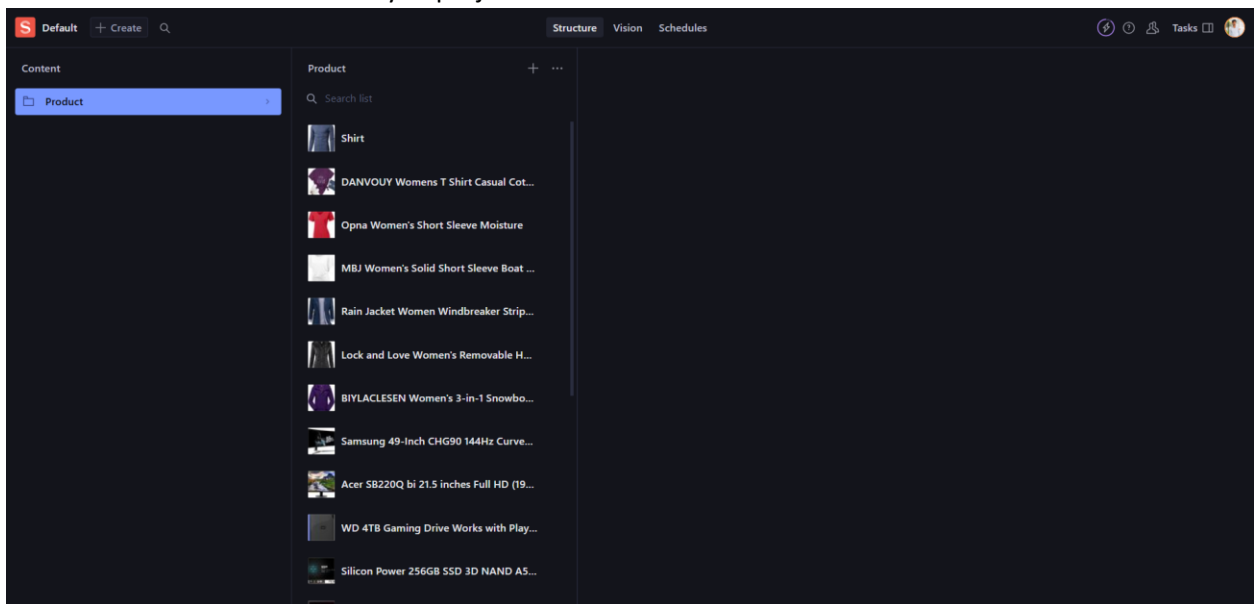 S Default + Create Structure Vision Schedules Tasks
Content
Product
Product
Search list
Shirt
DANVOUY Womens T Shirt Casual Cot...
Opna Women's Short Sleeve Moisture
MBJ Women's Solid Short Sleeve Boat ...
Rain Jacket Women Windbreaker Strip...
Lock and Love Women's Removable H...
BIYLACLESEN Women's 3-in-1 Snowbo...
Samsung 49-Inch CHG90 144Hz Curve...
Acer SB220Q bi 21.5 inches Full HD (19...
WD 4TB Gaming Drive Works with Play...
Silicon Power 256GB SSD 3D NAND A5...